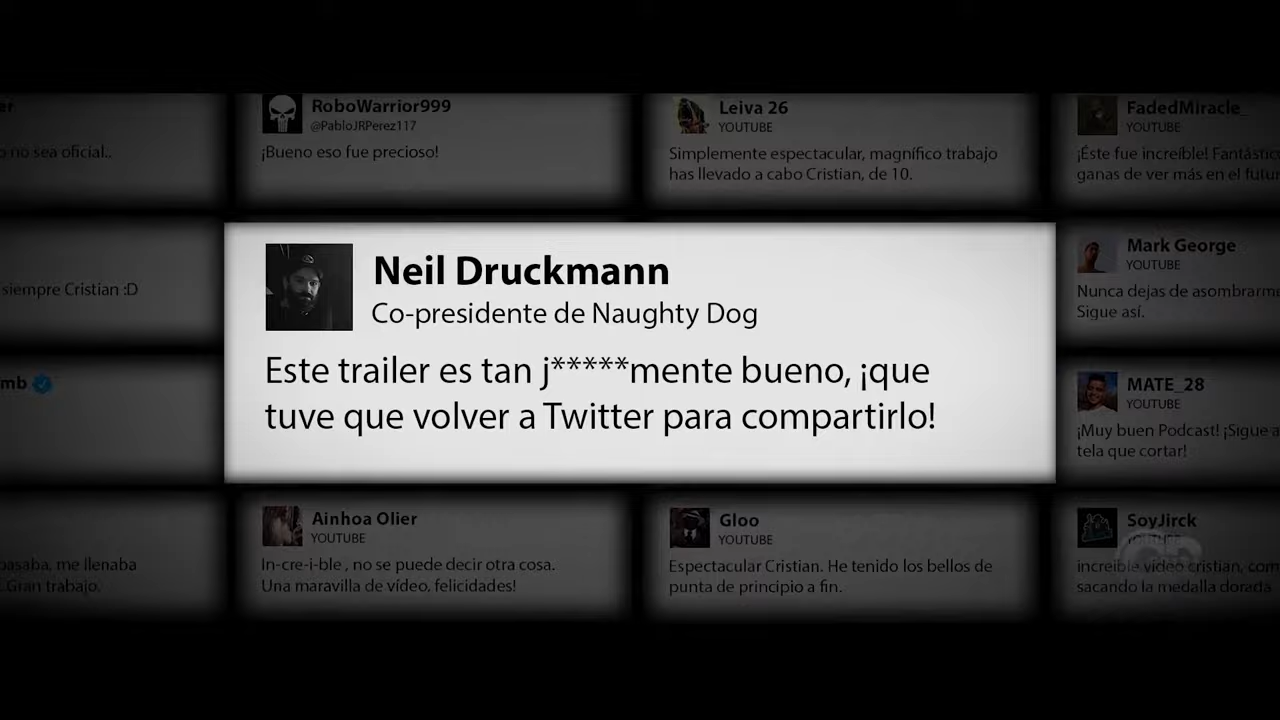 er
o no sea oficial..
RoboWarrior999
@PabloJRPerez117
¡Bueno eso fue precioso!
Leiva 26
YOUTUBE
Simplemente espectacular, magnífico trabajo
has llevado a cabo Cristian, de 10.
FadedMiracle_
YOUTUBE
¡Éste fue increíble! Fantástic
ganas de ver más en el futur
siempre Cristian :D
Neil Druckmann
Co-presidente de Naughty Dog
Este trailer es tan j*****mente bueno, ¡que
tuve que volver a Twitter para compartirlo!
Mark George
YOUTUBE
Nunca dejas de asombrarme
Sigue así.
mb
MATE_28
YOUTUBE
¡Muy buen Podcast! ¡Sigue a
tela que cortar!
pasaba, me llenaba
Gran trabajo.
Ainhoa Olier
YOUTUBE
In-cre-i-ble , no se puede decir otra cosa.
Una maravilla de vídeo, felicidades!
Gloo
YOUTUBE
Espectacular Cristian. He tenido los bellos de
punta de principio a fin.
SoyJirck
YOUTUBE
increible video cristian, com
sacando la medalla dorada